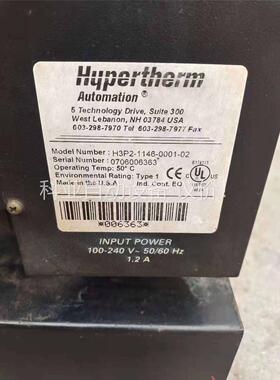 Hypertherm
Automation®
5 Technology Drive, Suite 300
West Lebanon, NH 03784 USA
603-298-7970 Tel 603-298-7977 Fax
Model Number : H3P2-1146-0001-02
Serial Number : 0706006363
Operating Temp: 50° C
Environmental Rating: Type 1
Made in the U.S.A Ind. Cont. EQ
UL
LISTED
*006363*
INPUT POWER
100-240 V~ 50/60 Hz
1.2 A